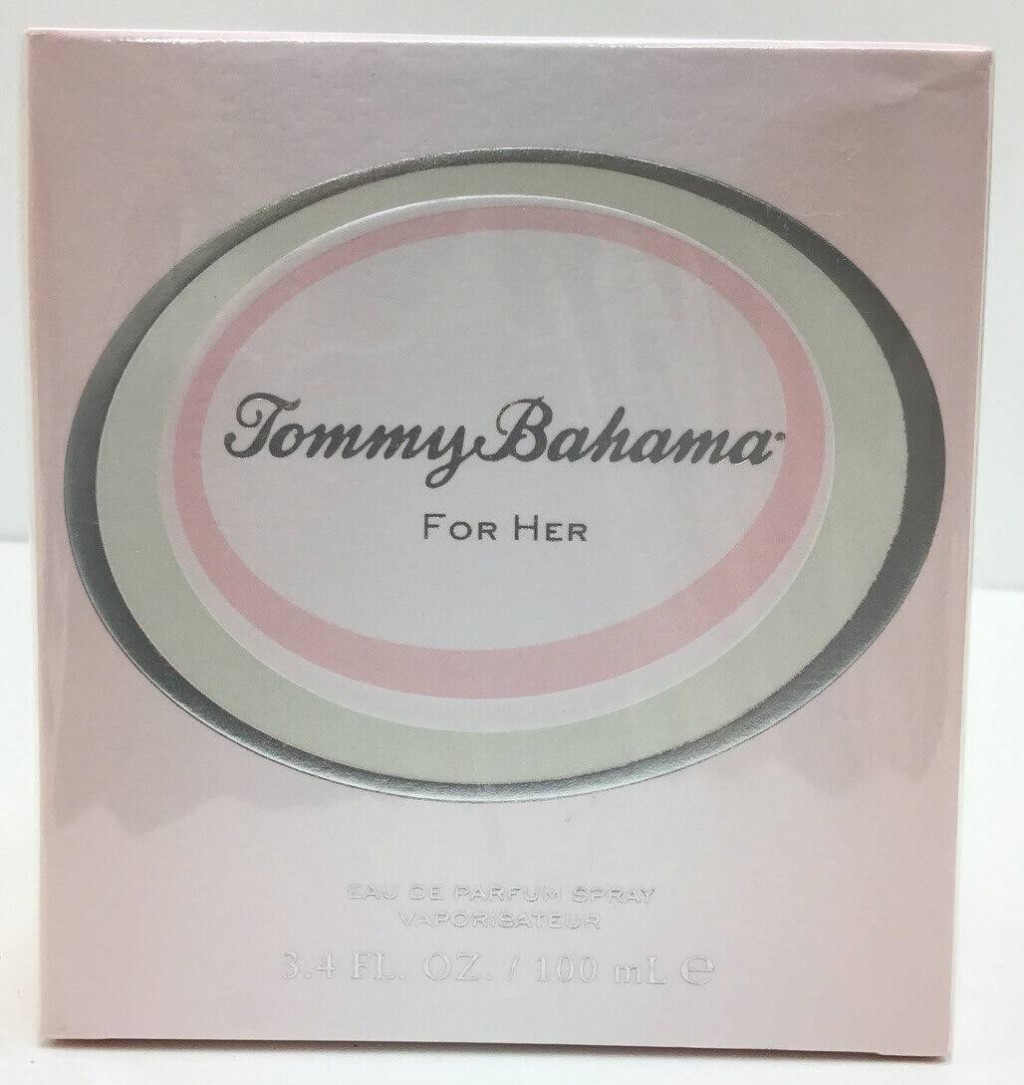 Tommy Bahama
FOR HER
EAU DE PARFUM SPRAY
VAPORISATEUR
3.4 FL. OZ. / 100 mL ℮